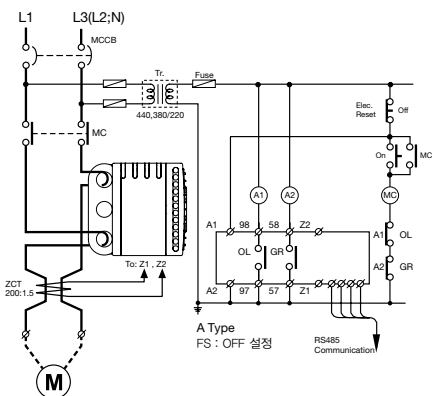 L1 L3(L2;N)
MCCB
Tr. Fuse
440,380/220
Elec.
Reset
Off
MC
On
MC
A1 A2 MC
A1 98 58 Z2
A1 OL
OL GR
A2 GR
To: Z1 , Z2
ZCT
200:1.5
A2 97 57 Z1
A Type
FS : OFF 설정
RS485
Communication
M